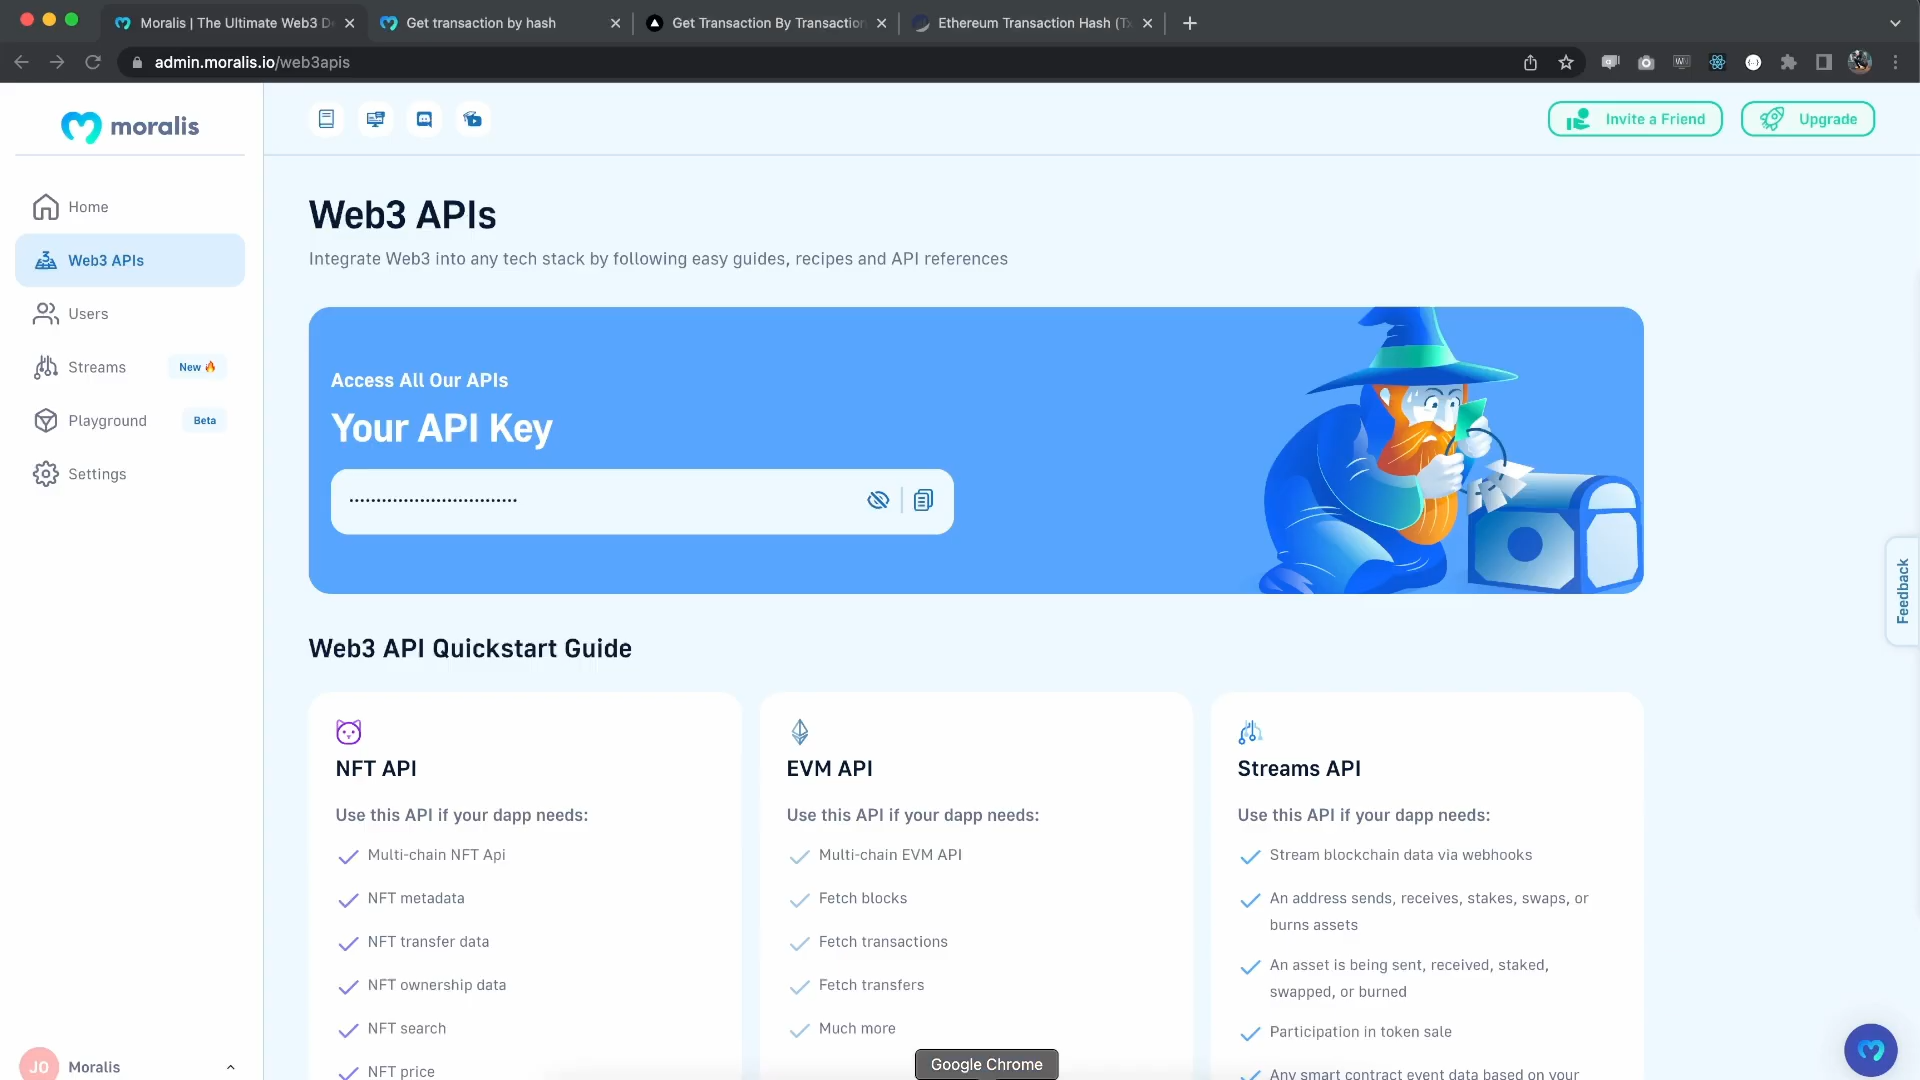 Moralis | The Ultimate Web3 D
Get transaction by hash
Get Transaction By Transaction
Ethereum Transaction Hash (Tx
admin.moralis.io/web3apis
moralis
Invite a Friend
Upgrade
Home
Web3 APIs
Users
Streams
New
Playground
Beta
Settings
Web3 APIs
Integrate Web3 into any tech stack by following easy guides, recipes and API references
Access All Our APIs
Your API Key
Feedback
Web3 API Quickstart Guide
NFT API
Use this API if your dapp needs:
Multi-chain NFT Api
NFT metadata
NFT transfer data
NFT ownership data
NFT search
NFT price
EVM API
Use this API if your dapp needs:
Multi-chain EVM API
Fetch blocks
Fetch transactions
Fetch transfers
Much more
Streams API
Use this API if your dapp needs:
Stream blockchain data via webhooks
An address sends, receives, stakes, swaps, or
burns assets
An asset is being sent, received, staked,
swapped, or burned
Participation in token sale
Any smart contract event data based on your
JO
Moralis
Google Chrome